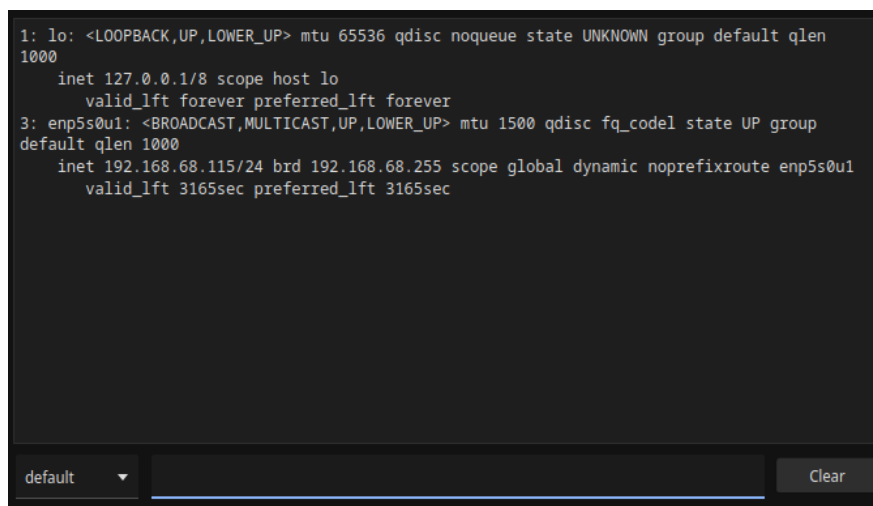 1: lo: <LOOPBACK,UP,LOWER_UP> mtu 65536 qdisc noqueue state UNKNOWN group default qlen
1000
    inet 127.0.0.1/8 scope host lo
       valid_lft forever preferred_lft forever
3: enp5s0u1: <BROADCAST,MULTICAST,UP,LOWER_UP> mtu 1500 qdisc fq_codel state UP group
default qlen 1000
    inet 192.168.68.115/24 brd 192.168.68.255 scope global dynamic noprefixroute enp5s0u1
       valid_lft 3165sec preferred_lft 3165sec
default
Clear